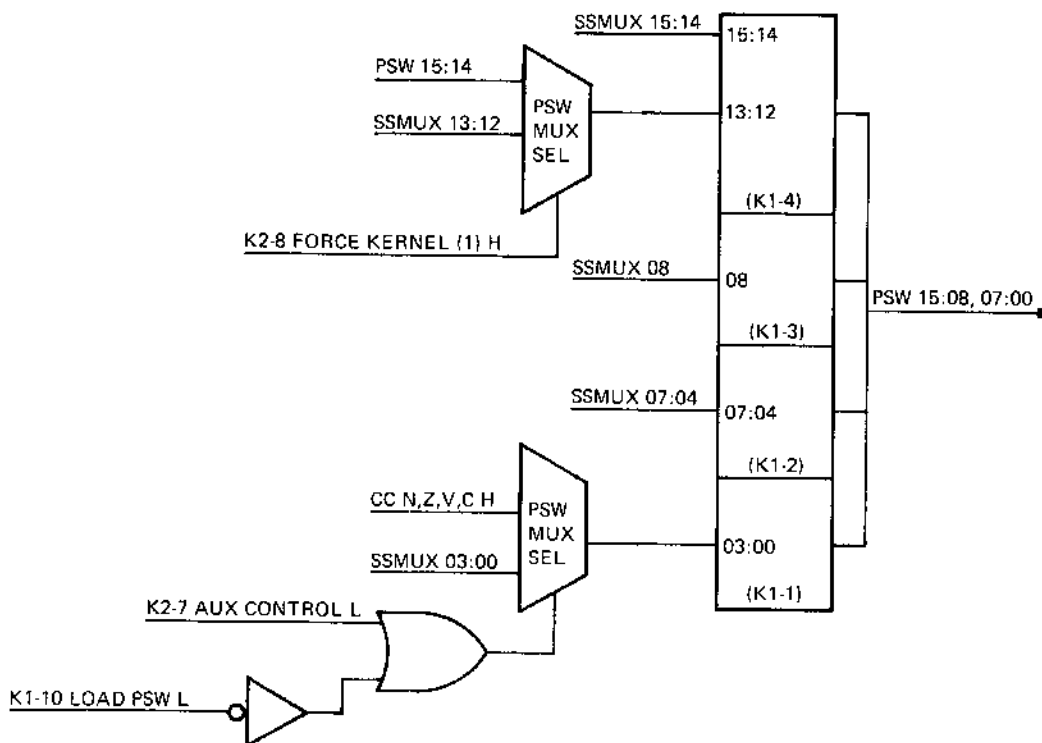 SSMUX 15:14
15:14
PSW 15:14
PSW
MUX
SEL
SSMUX 13:12
13:12
(K1-4)
K2-8 FORCE KERNEL (1) H
SSMUX 08
08
PSW 15:08, 07:00
(K1-3)
SSMUX 07:04
07:04
(K1-2)
CC N,Z,V,C H
PSW
MUX
SEL
SSMUX 03:00
03:00
(K1-1)
K2-7 AUX CONTROL L
K1-10 LOAD PSW L